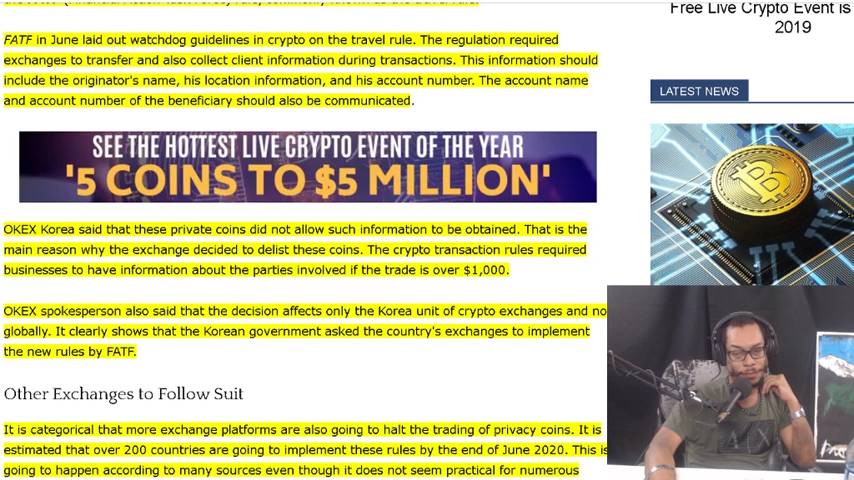 Free Live Crypto Event is
2019
FATF in June laid out watchdog guidelines in crypto on the travel rule. The regulation required
exchanges to transfer and also collect client information during transactions. This information should
include the originator's name, his location information, and his account number. The account name
and account number of the beneficiary should also be communicated.
LATEST NEWS
SEE THE HOTTEST LIVE CRYPTO EVENT OF THE YEAR
'5 COINS TO $5 MILLION'
OKEX Korea said that these private coins did not allow such information to be obtained. That is the
main reason why the exchange decided to delist these coins. The crypto transaction rules required
businesses to have information about the parties involved if the trade is over $1,000.
OKEX spokesperson also said that the decision affects only the Korea unit of crypto exchanges and no
globally. It clearly shows that the Korean government asked the country's exchanges to implement
the new rules by FATF.
Other Exchanges to Follow Suit
It is categorical that more exchange platforms are also going to halt the trading of privacy coins. It is
estimated that over 200 countries are going to implement these rules by the end of June 2020. This is
going to happen according to many sources even though it does not seem practical for numerous